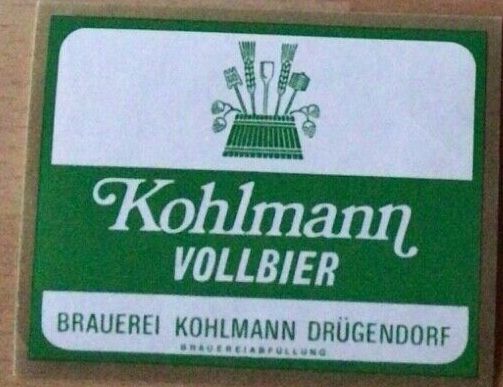 Kohlmann
VOLLBIER
BRAUEREI KOHLMANN DRÜGENDORF
BRAUEREIABFÜLLUNG